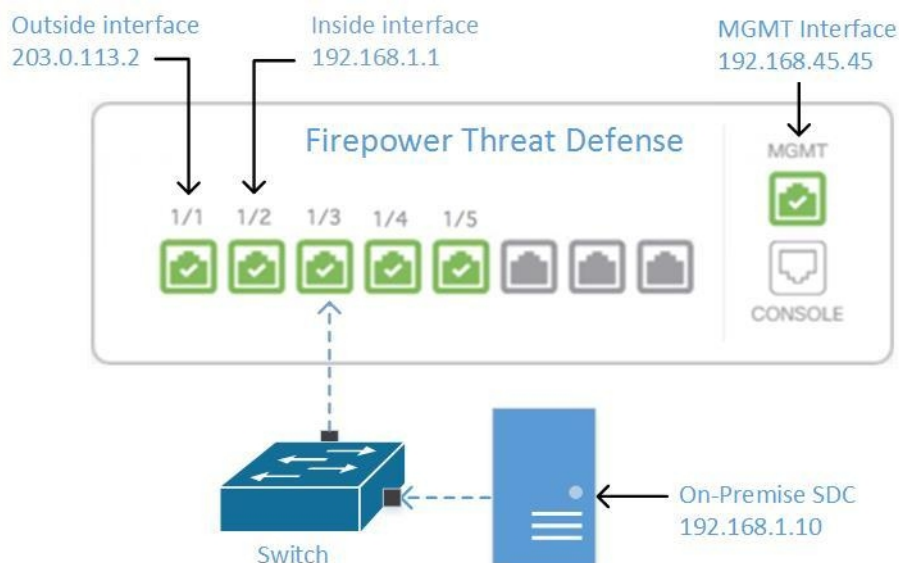 Outside interface
203.0.113.2
Inside interface
192.168.1.1
MGMT Interface
192.168.45.45
Firepower Threat Defense
MGMT
1/1 1/2 1/3 1/4 1/5
CONSOLE
On-Premise SDC
192.168.1.10
Switch